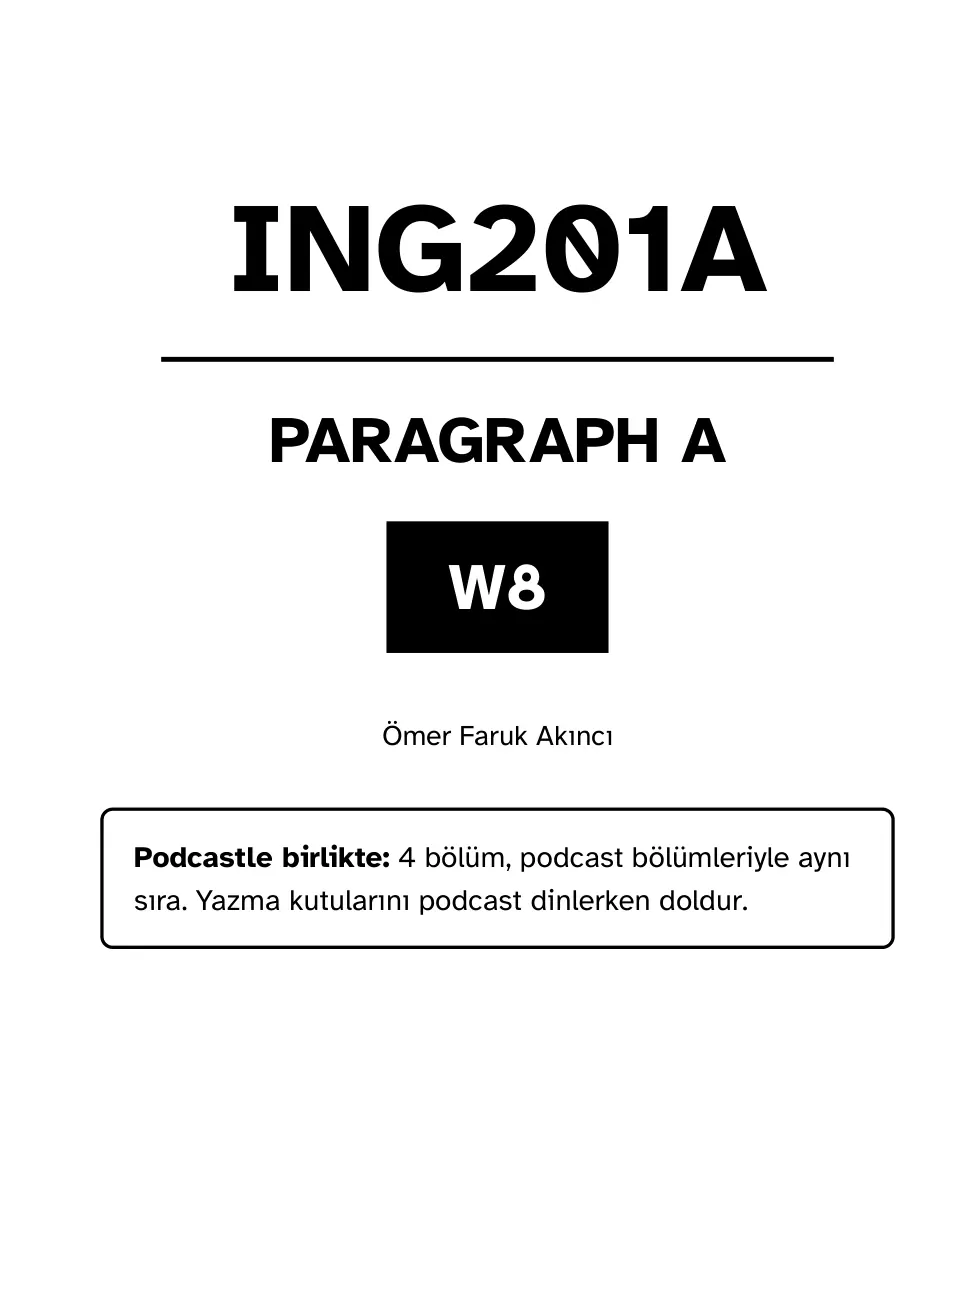 ING201A
PARAGRAPH A
W8
Ömer Faruk Akıncı
Podcastle birlikte: 4 bölüm, podcast bölümleriyle aynı
sıra. Yazma kutularını podcast dinlerken doldur.